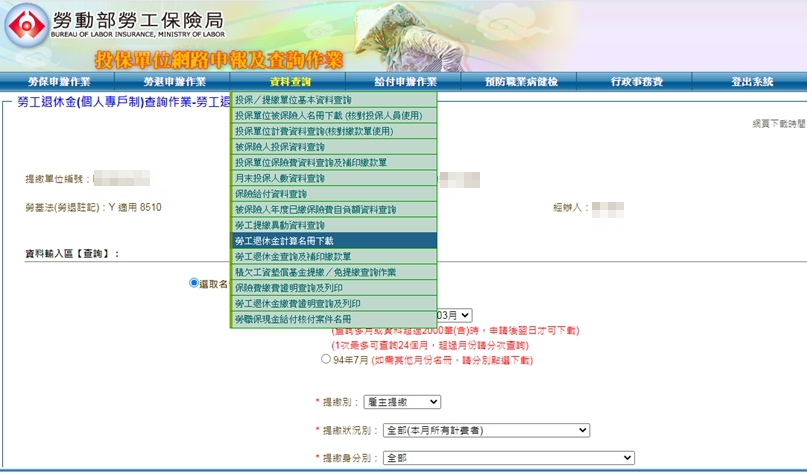 勞動部勞工保險局
BUREAU OF LABOR INSURANCE, MINISTRY OF LABOR
投保單位網路申報及查詢作業
勞保申辦作業 勞退申辦作業 資料查詢 給付申辦作業 預防職業病健檢 行政事務費 登出系統
勞工退休金(個人專戶制)查詢作業-勞工退
投保／提繳單位基本資料查詢
投保單位被保險人名冊下載 (核對投保人員使用)
投保單位計費資料查詢(核對繳款單使用)
被保險人投保資料查詢
投保單位保險費資料查詢及補印繳款單
月末投保人數資料查詢
保險給付資料查詢
被保險人年度已繳保險費自負額資料查詢
勞工提繳異動資料查詢
勞工退休金計算名冊下載
勞工退休金查詢及補印繳款單
積欠工資墊償基金提繳／免提繳查詢作業
保險費繳費證明查詢及列印
勞工退休金繳費證明查詢及列印
勞職保現金給付核付案件名冊
網頁下載時間
提繳單位編號：
勞基法(勞退註記)：Y 適用 8510
經辦人：
資料輸入區【查詢】：
選取名
03月
(查詢多月或資料超過2000筆(含)時，申請後翌日才可下載)
(1次最多可查詢24個月，超過月份請分次查詢)
94年7月 (如需其他月份名冊，請分別點選下載)
* 提繳別： 雇主提繳
* 提繳狀況別： 全部(本月所有計費者)
* 提繳身分別： 全部